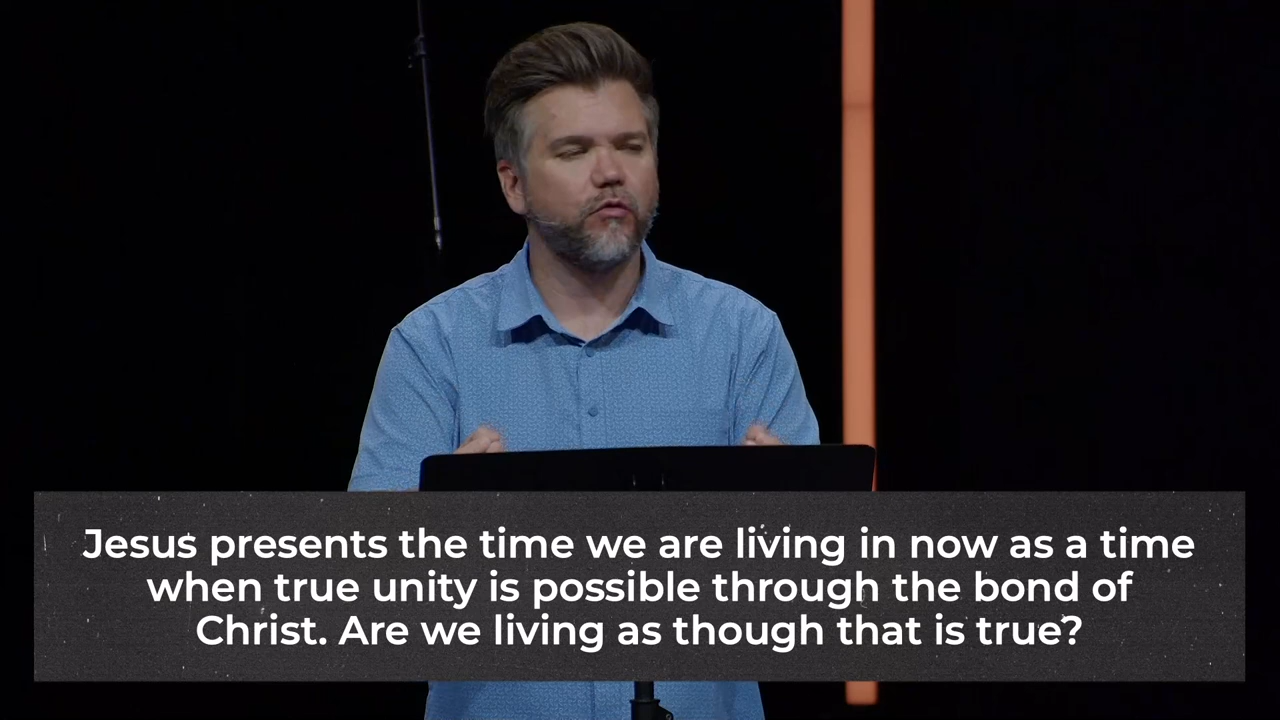 Jesus presents the time we are living in now as a time
when true unity is possible through the bond of
Christ. Are we living as though that is true?